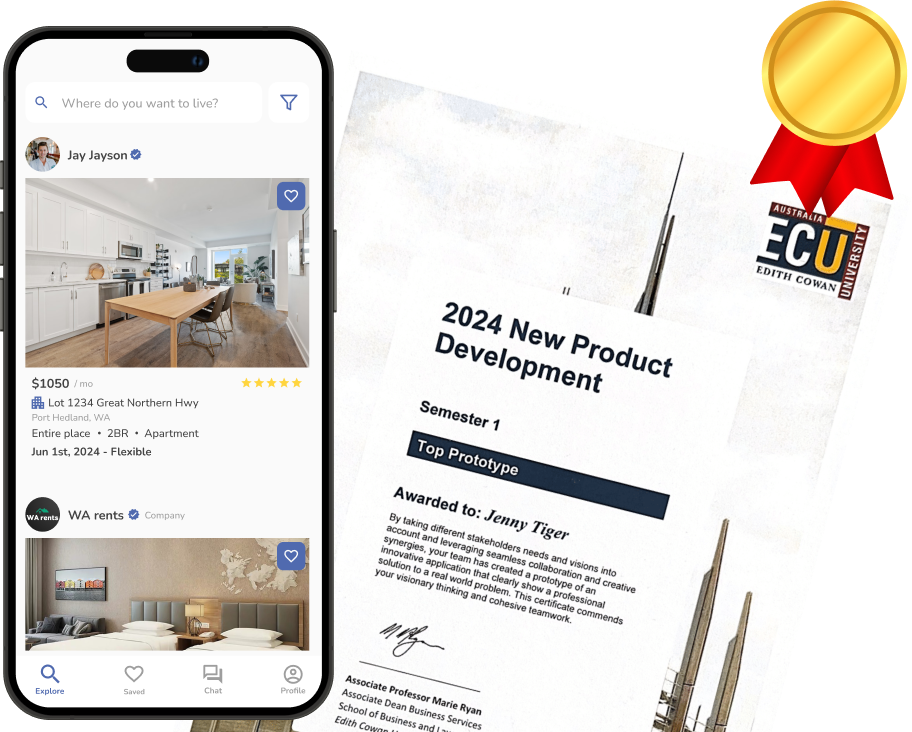 Where do you want to live?
Jay Jayson
$1050 / mo
Lot 1234 Great Northern Hwy
Port Hedland, WA
Entire place • 2BR • Apartment
Jun 1st, 2024 - Flexible
WA rents
WA rents Company
Explore
Saved
Chat
Profile
AUSTRALIA
ECU
EDITH COWAN
UNIVERSITY
2024 New Product
Development
Semester 1
Top Prototype
Awarded to: Jenny Tiger
By taking different stakeholders needs and visions into
account and leveraging seamless collaboration and creative
synergies, your team has created a prototype of an
innovative application that clearly show a professional
solution to a real world problem. This certificate commends
your visionary thinking and cohesive teamwork.
Associate Professor Marie Ryan
Associate Dean Business Services
School of Business and
Edith Cowan